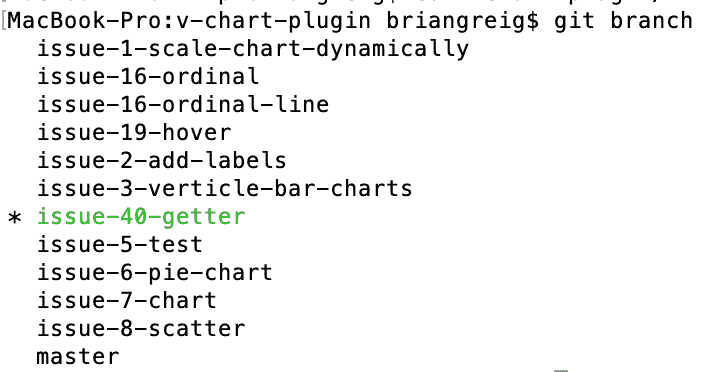 [MacBook-Pro:v-chart-plugin briangreig$ git branch
issue-1-scale-chart-dynamically
issue-16-ordinal
issue-16-ordinal-line
issue-19-hover
issue-2-add-labels
issue-3-verticle-bar-charts
* issue-40-getter
issue-5-test
issue-6-pie-chart
issue-7-chart
issue-8-scatter
master